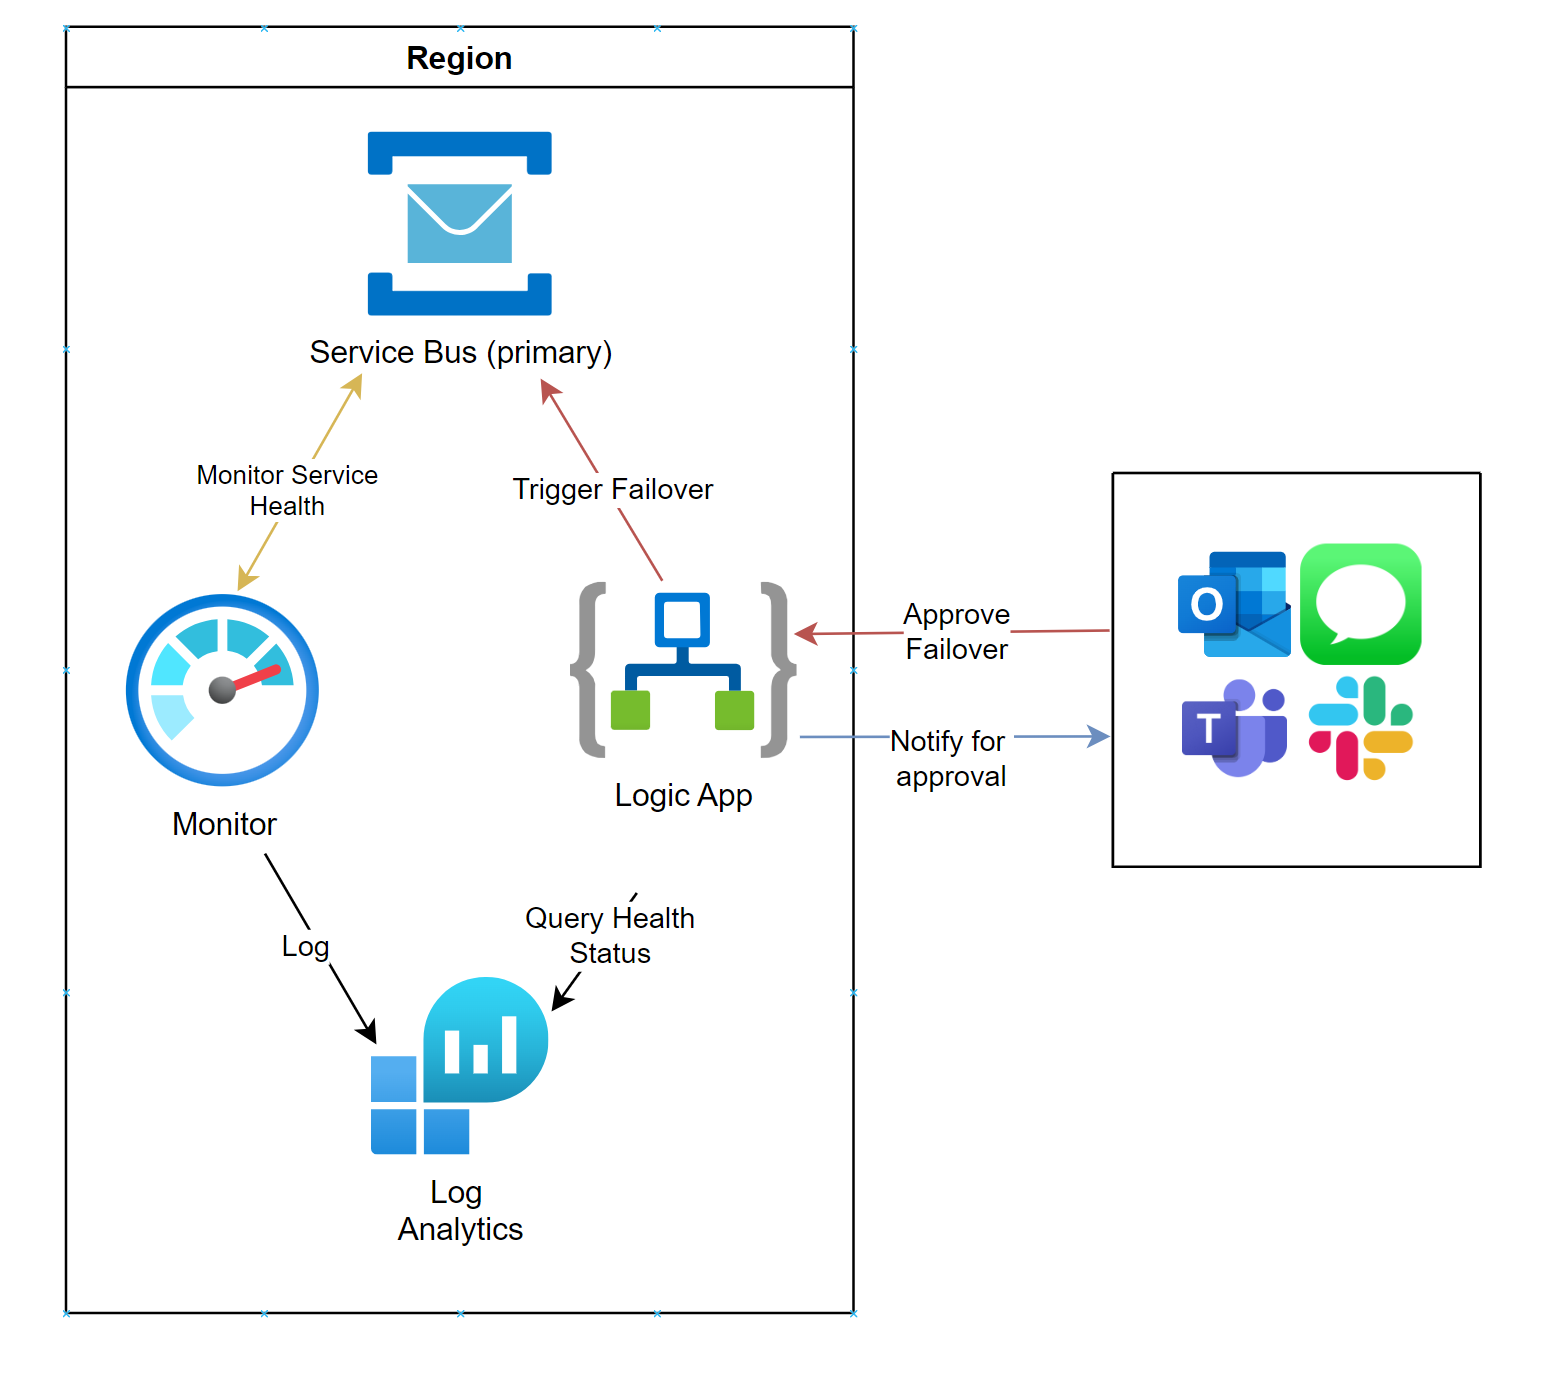 Region
Service Bus (primary)
Monitor Service
Health
Trigger Failover
Approve
Failover
O
T
Notify for
approval
Logic App
Monitor
Query Health
Status
Log
Log
Analytics